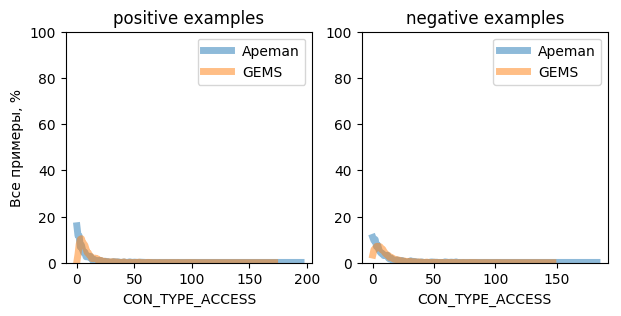 positive examples
negative examples
100
80
60
40
20
0
Все примеры, %
Apeman
GEMS
0
50
100
150
200
CON_TYPE_ACCESS
100
80
60
40
20
0
Apeman
GEMS
0
50
100
150
CON_TYPE_ACCESS